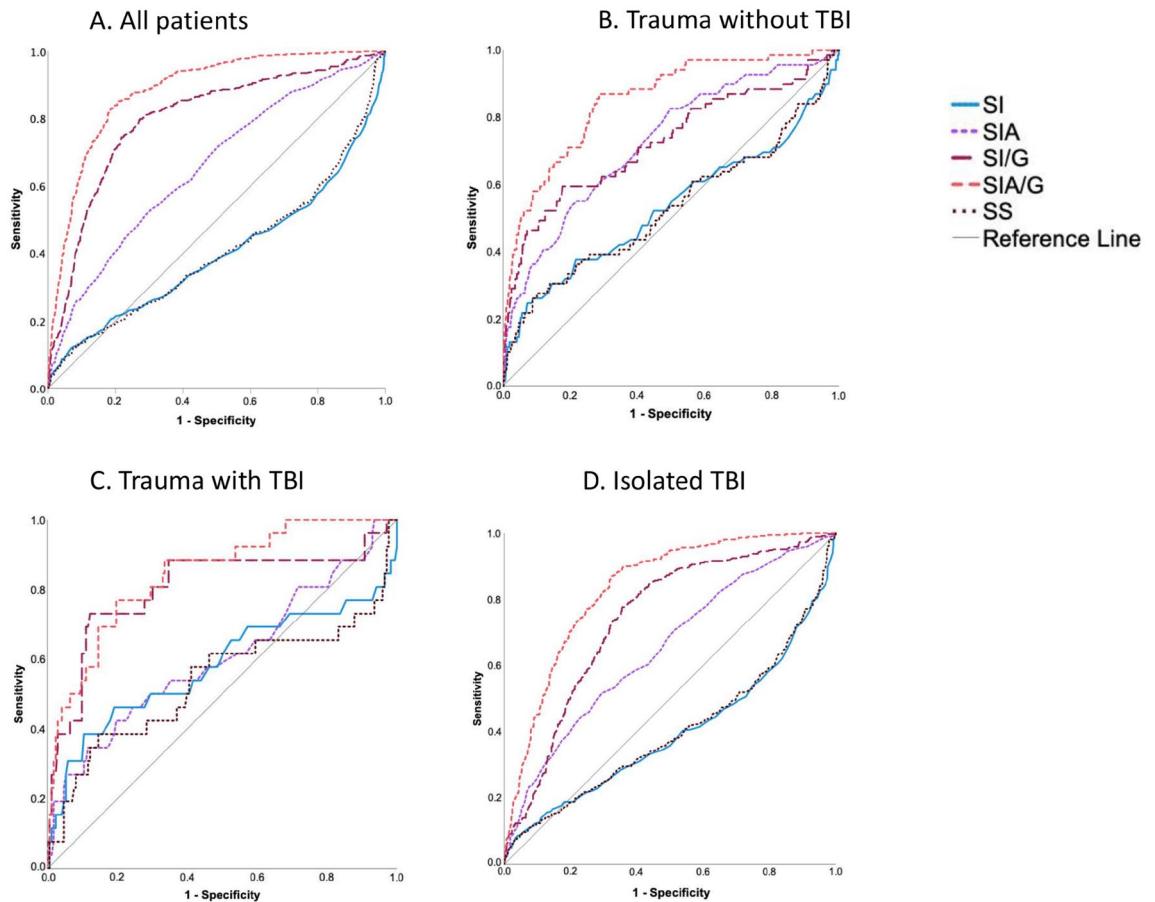 A. All patients
B. Trauma without TBI
1.0
0.8
0.6
0.4
0.2
0.0
Sensitivity
0.0 0.2 0.4 0.6 0.8 1.0
1 - Specificity
1.0
0.8
0.6
0.4
0.2
0.0
Sensitivity
0.0 0.2 0.4 0.6 0.8 1.0
1 - Specificity
SI
SIA
SI/G
SIA/G
SS
Reference Line
C. Trauma with TBI
D. Isolated TBI
1.0
0.8
0.6
0.4
0.2
0.0
Sensitivity
0.0 0.2 0.4 0.6 0.8 1.0
1 - Specificity
1.0
0.8
0.6
0.4
0.2
0.0
Sensitivity
0.0 0.2 0.4 0.6 0.8 1.0
1 - Specificity